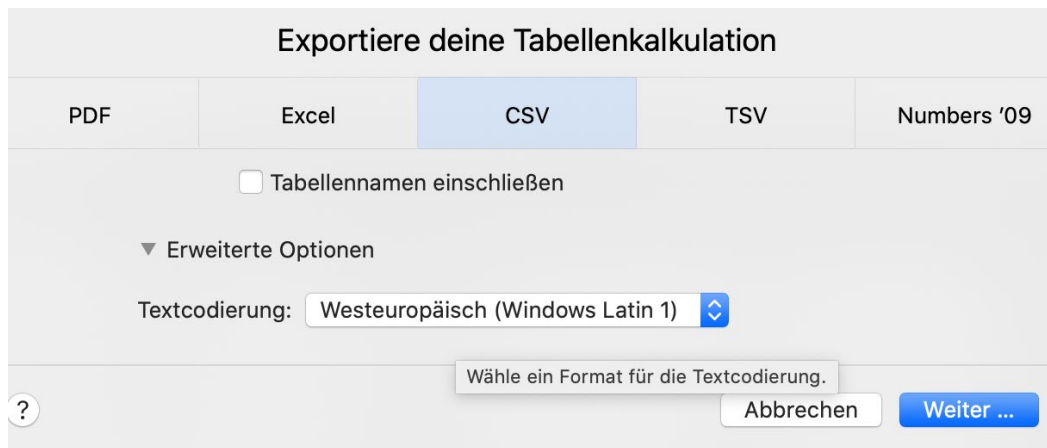 Exportiere deine Tabellenkalkulation
PDF Excel CSV TSV Numbers ’09
Tabellennamen einschließen
Erweiterte Optionen
Textcodierung: Westeuropäisch (Windows Latin 1)
Wähle ein Format für die Textcodierung.
? Abbrechen Weiter ...